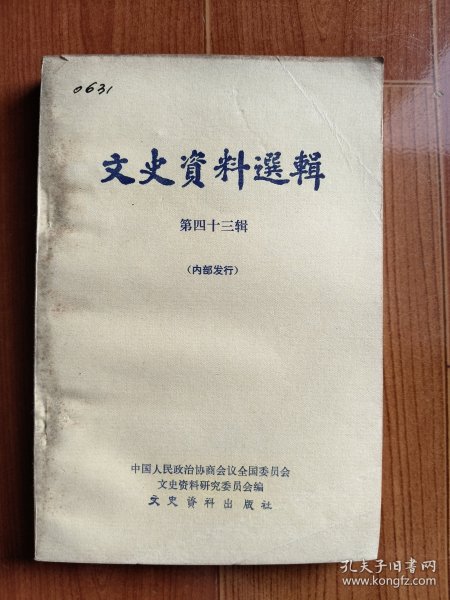 0631
文史資料選輯
第四十三辑
（内部发行）
中国人民政治协商会议全国委员会
文史资料研究委员会编
文史资料出版社
孔夫子旧书网
www.kongfz.com